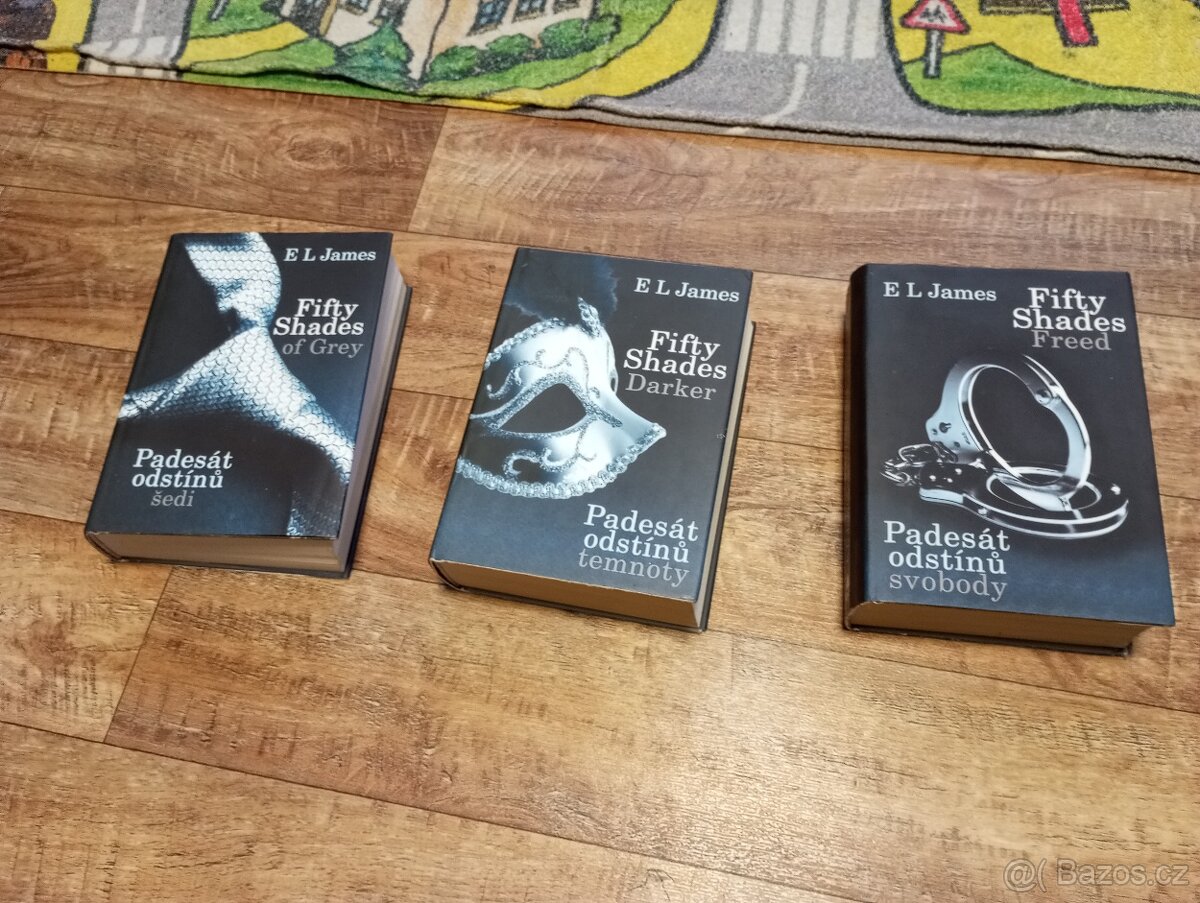 E L James
Fifty
Shades
of Grey
Padesát
odstínů
šedi
E L James
Fifty
Shades
Darker
Padesát
odstínů
temnoty
E L James
Fifty
Shades
Freed
Padesát
odstínů
svobody
@( Bazos.cz